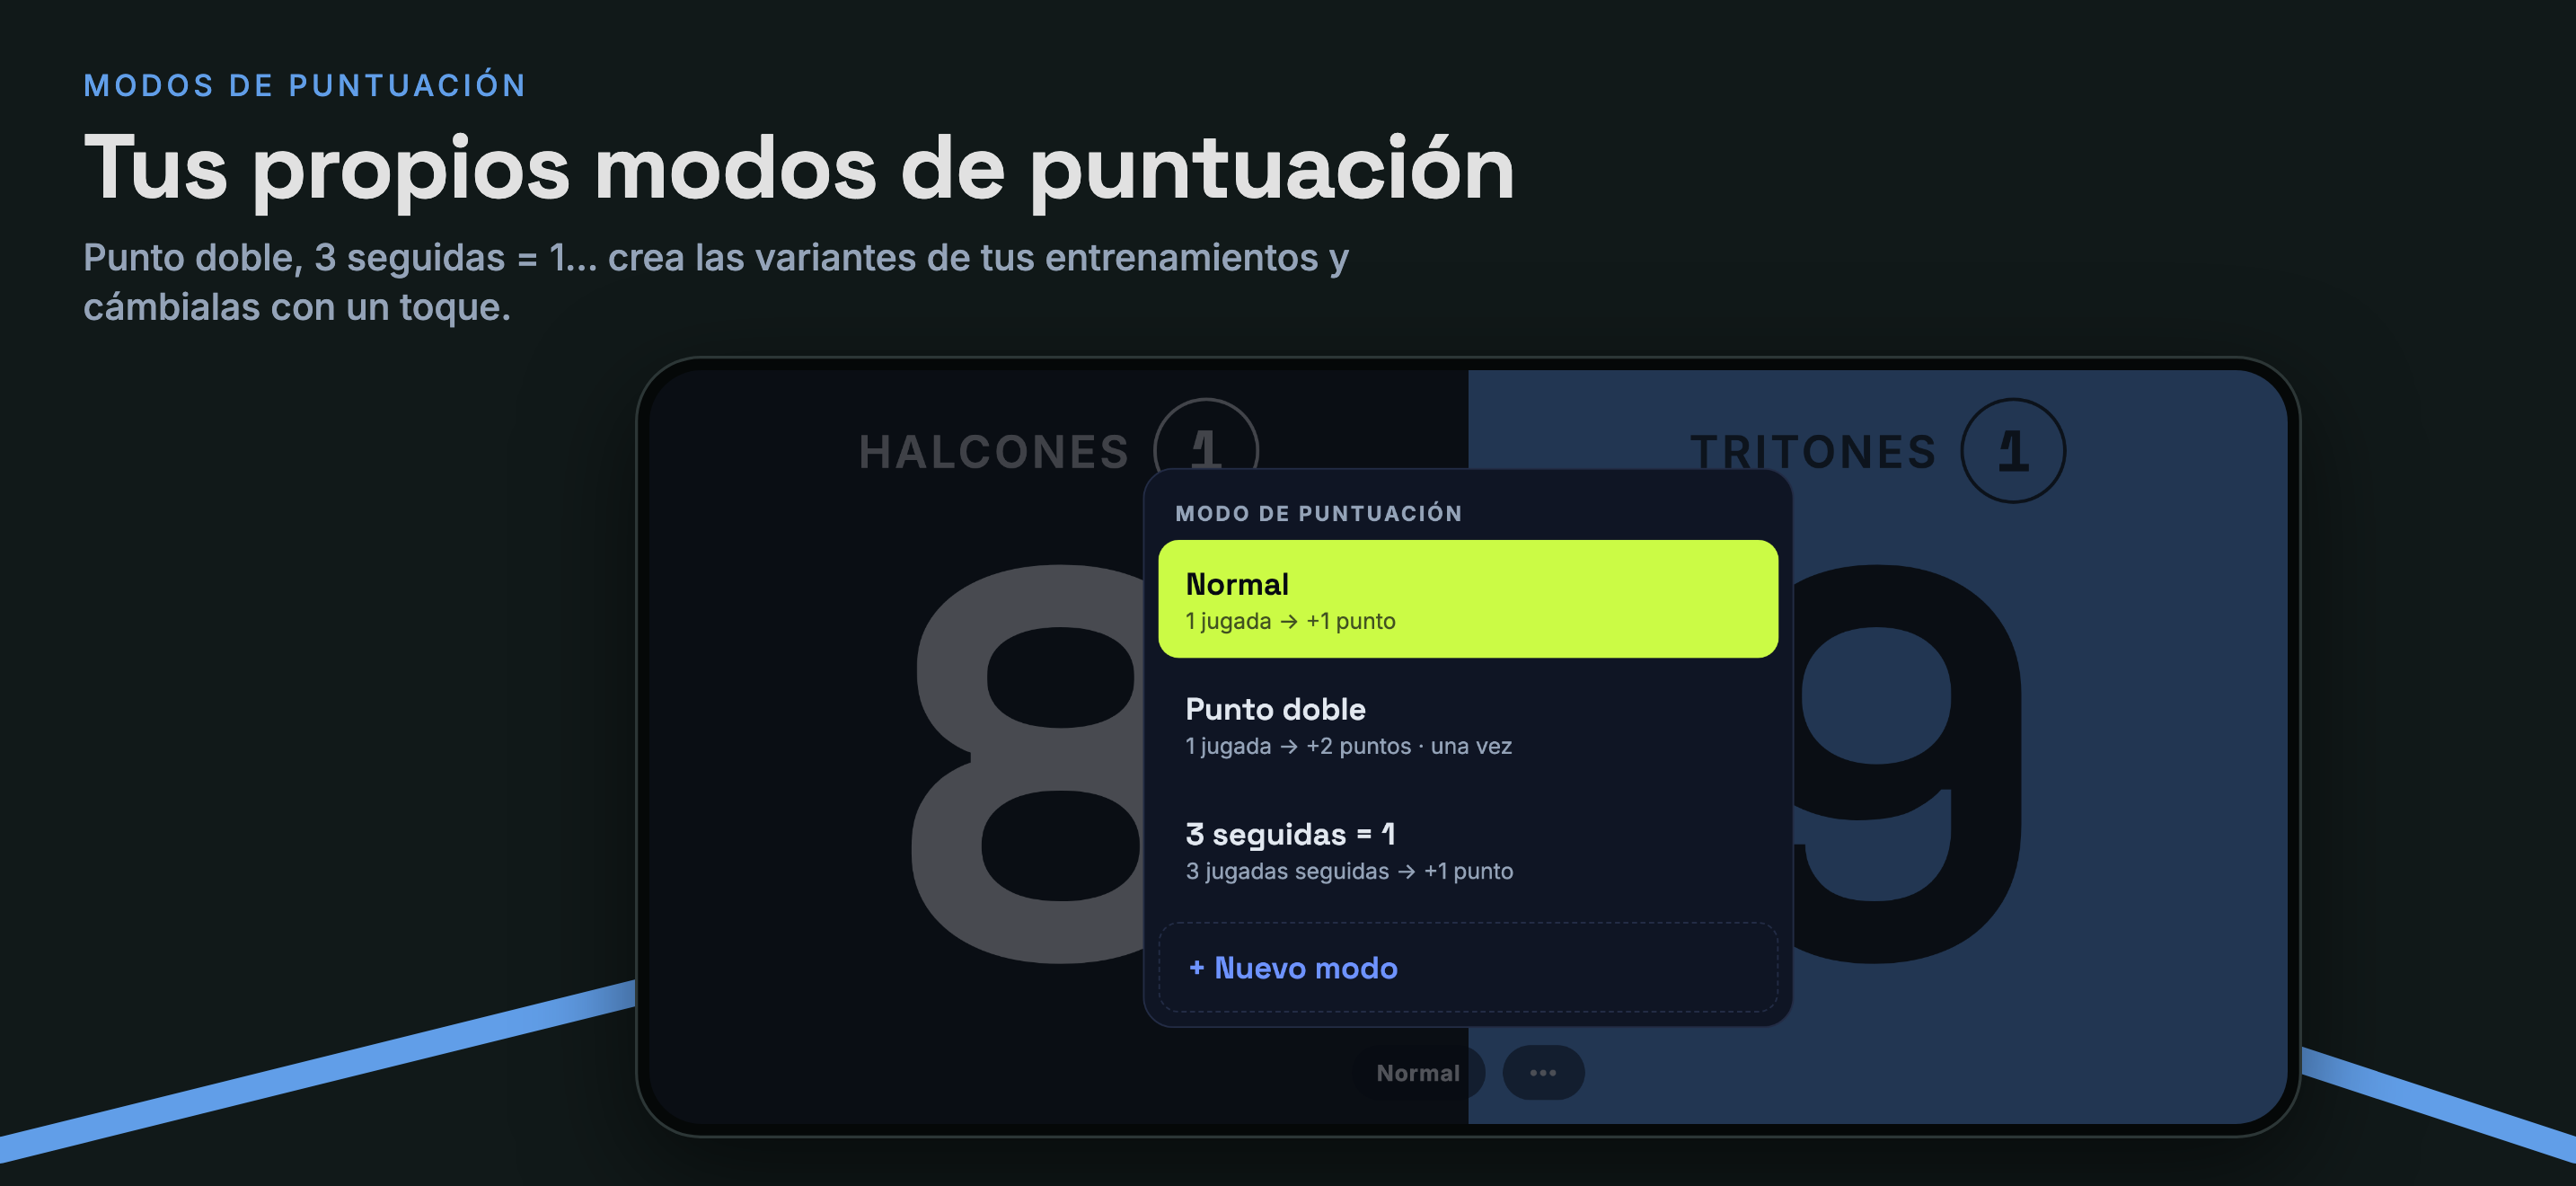 MODOS DE PUNTUACIÓN
Tus propios modos de puntuación
Punto doble, 3 seguidas = 1... crea las variantes de tus entrenamientos y
cámbialas con un toque.
HALCONES 1
TRITONES 1
8
9
MODO DE PUNTUACIÓN
Normal
1 jugada → +1 punto
Punto doble
1 jugada → +2 puntos · una vez
3 seguidas = 1
3 jugadas seguidas → +1 punto
+ Nuevo modo
Normal
•••